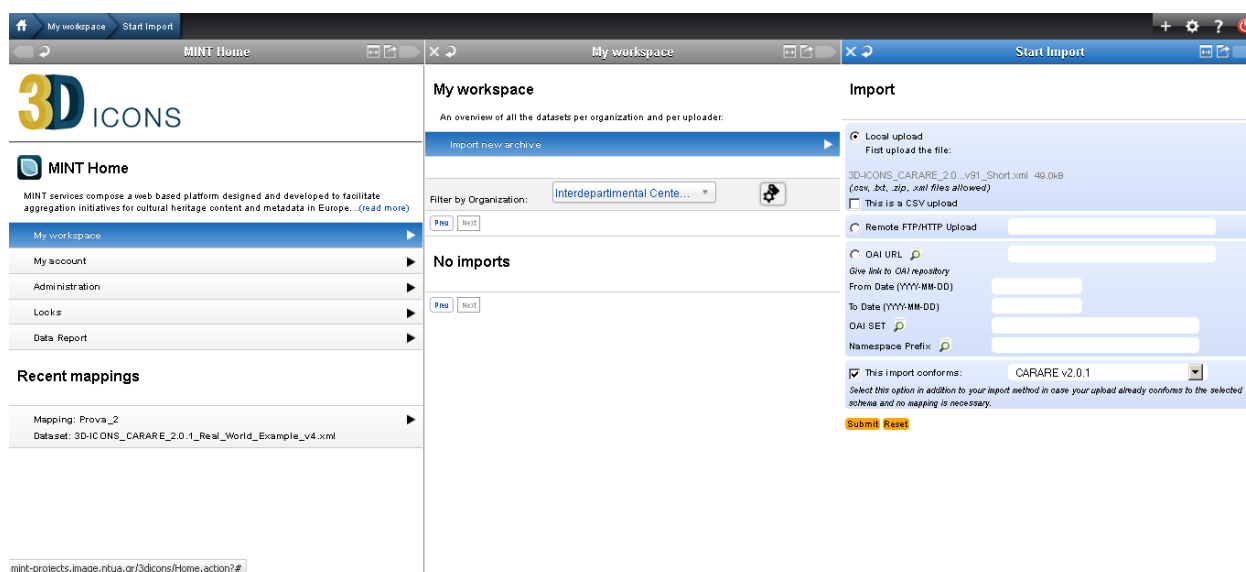 My workspace
Start Import
+
?
MINT Home
3D ICONS
MINT Home
MINT services compose a web based platform designed and developed to facilitate
aggregation initiatives for cultural heritage content and metadata in Europe. ..(read more)
My workspace
My account
Administration
Locks
Data Report
Recent mappings
Mapping: Prova_2
Dataset: 3D-ICONS_CARARE_2.0.1_Real_World_Example_v4.xml
mint-projects.image.ntua.gr/3dicons/Home.action?#
My workspace
My workspace
An overview of all the datasets per organization and per uploader:
Import new archive
Filter by Organization:
Interdepartimental Cente...
Prev Next
No imports
Prev Next
Start Import
Import
Local upload
First upload the file:
3D-ICONS_CARARE_2.0...v91_Short.xml 49.0kB
(.csv, .txt, .zip, .xml files allowed)
This is a CSV upload
Remote FTP/HTTP Upload
OAI URL
Give link to OAI repository
From Date (YYYY-MM-DD)
To Date (YYYY-MM-DD)
OAI SET
Namespace Prefix
This import conforms: CARARE v2.0.1
Select this option in addition to your import method in case your upload already conforms to the selected
schema and no mapping is necessary.
Submit Reset